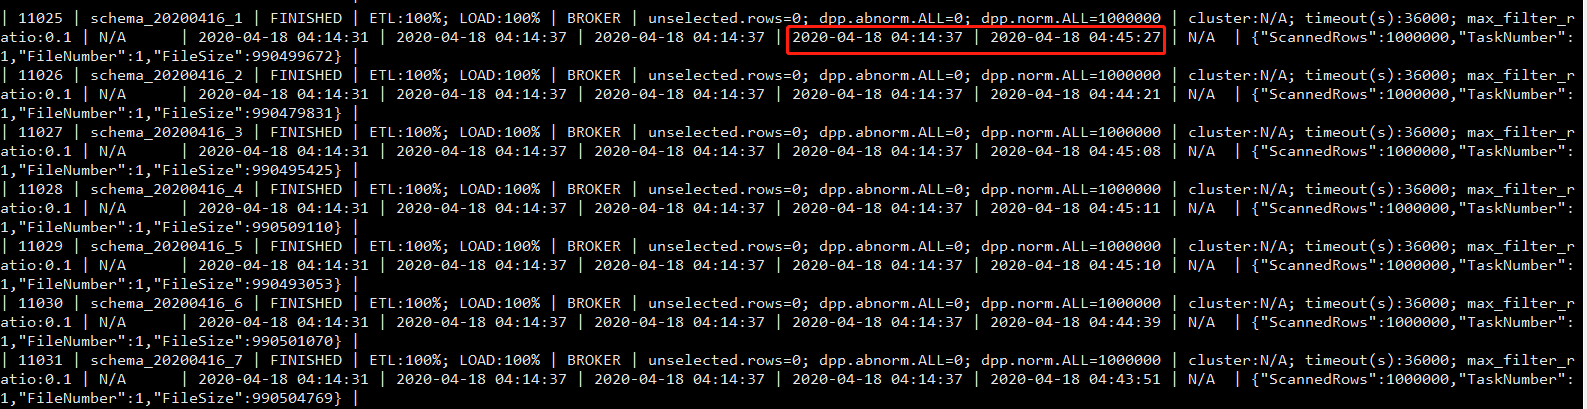 | 11025 | schema_20200416_1 | FINISHED | ETL:100%; LOAD:100% | BROKER | unselected.rows=0; dpp.abnorm.ALL=0; dpp.norm.ALL=1000000 | cluster:N/A; timeout(s):36000; max_filter_r
atio:0.1 | N/A | 2020-04-18 04:14:31 | 2020-04-18 04:14:37 | 2020-04-18 04:14:37 | 2020-04-18 04:14:37 | 2020-04-18 04:45:27 | N/A | {"ScannedRows":1000000,"TaskNumber":
1,"FileNumber":1,"FileSize":990499672} |
| 11026 | schema_20200416_2 | FINISHED | ETL:100%; LOAD:100% | BROKER | unselected.rows=0; dpp.abnorm.ALL=0; dpp.norm.ALL=1000000 | cluster:N/A; timeout(s):36000; max_filter_r
atio:0.1 | N/A | 2020-04-18 04:14:31 | 2020-04-18 04:14:37 | 2020-04-18 04:14:37 | 2020-04-18 04:14:37 | 2020-04-18 04:44:21 | N/A | {"ScannedRows":1000000,"TaskNumber":
1,"FileNumber":1,"FileSize":990479831} |
| 11027 | schema_20200416_3 | FINISHED | ETL:100%; LOAD:100% | BROKER | unselected.rows=0; dpp.abnorm.ALL=0; dpp.norm.ALL=1000000 | cluster:N/A; timeout(s):36000; max_filter_r
atio:0.1 | N/A | 2020-04-18 04:14:31 | 2020-04-18 04:14:37 | 2020-04-18 04:14:37 | 2020-04-18 04:14:37 | 2020-04-18 04:45:08 | N/A | {"ScannedRows":1000000,"TaskNumber":
1,"FileNumber":1,"FileSize":990495425} |
| 11028 | schema_20200416_4 | FINISHED | ETL:100%; LOAD:100% | BROKER | unselected.rows=0; dpp.abnorm.ALL=0; dpp.norm.ALL=1000000 | cluster:N/A; timeout(s):36000; max_filter_r
atio:0.1 | N/A | 2020-04-18 04:14:31 | 2020-04-18 04:14:37 | 2020-04-18 04:14:37 | 2020-04-18 04:14:37 | 2020-04-18 04:45:11 | N/A | {"ScannedRows":1000000,"TaskNumber":
1,"FileNumber":1,"FileSize":990509110} |
| 11029 | schema_20200416_5 | FINISHED | ETL:100%; LOAD:100% | BROKER | unselected.rows=0; dpp.abnorm.ALL=0; dpp.norm.ALL=1000000 | cluster:N/A; timeout(s):36000; max_filter_r
atio:0.1 | N/A | 2020-04-18 04:14:31 | 2020-04-18 04:14:37 | 2020-04-18 04:14:37 | 2020-04-18 04:14:37 | 2020-04-18 04:45:10 | N/A | {"ScannedRows":1000000,"TaskNumber":
1,"FileNumber":1,"FileSize":990493053} |
| 11030 | schema_20200416_6 | FINISHED | ETL:100%; LOAD:100% | BROKER | unselected.rows=0; dpp.abnorm.ALL=0; dpp.norm.ALL=1000000 | cluster:N/A; timeout(s):36000; max_filter_r
atio:0.1 | N/A | 2020-04-18 04:14:31 | 2020-04-18 04:14:37 | 2020-04-18 04:14:37 | 2020-04-18 04:14:37 | 2020-04-18 04:44:39 | N/A | {"ScannedRows":1000000,"TaskNumber":
1,"FileNumber":1,"FileSize":990501070} |
| 11031 | schema_20200416_7 | FINISHED | ETL:100%; LOAD:100% | BROKER | unselected.rows=0; dpp.abnorm.ALL=0; dpp.norm.ALL=1000000 | cluster:N/A; timeout(s):36000; max_filter_r
atio:0.1 | N/A | 2020-04-18 04:14:31 | 2020-04-18 04:14:37 | 2020-04-18 04:14:37 | 2020-04-18 04:14:37 | 2020-04-18 04:43:51 | N/A | {"ScannedRows":1000000,"TaskNumber":
1,"FileNumber":1,"FileSize":990504769} |